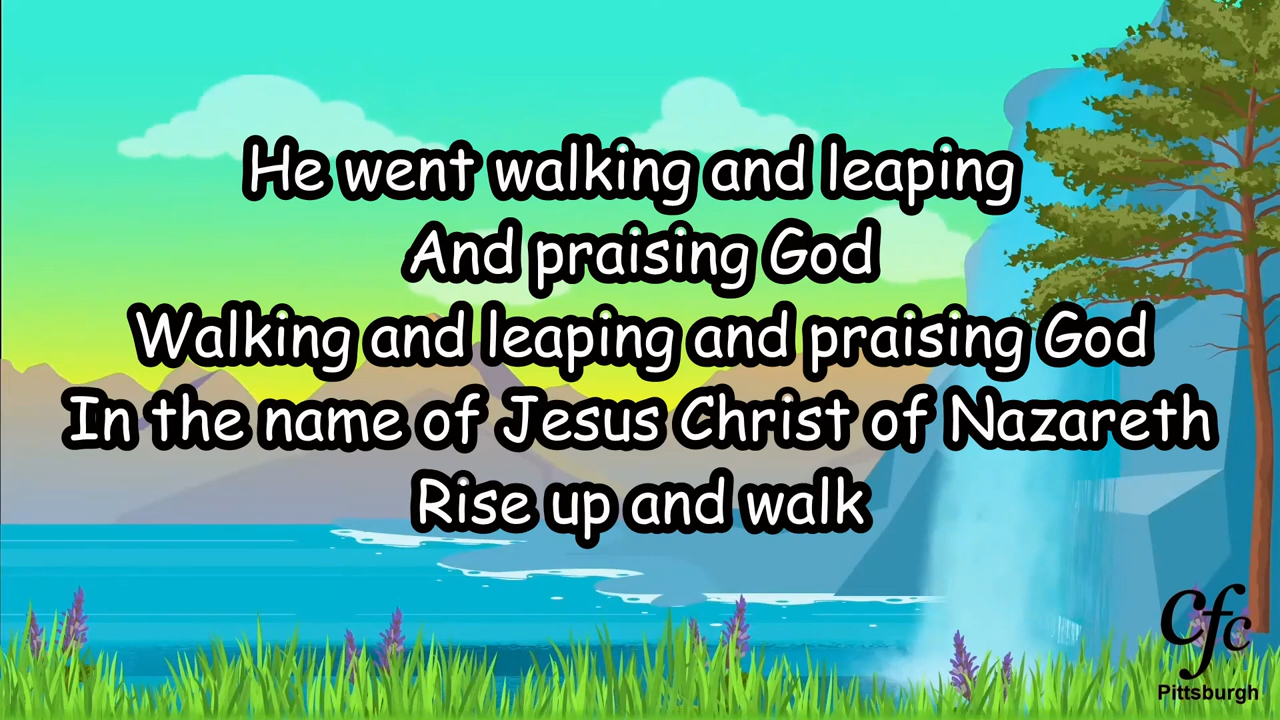 He went walking and leaping
And praising God
Walking and leaping and praising God
In the name of Jesus Christ of Nazareth
Rise up and walk
cfc
Pittsburgh